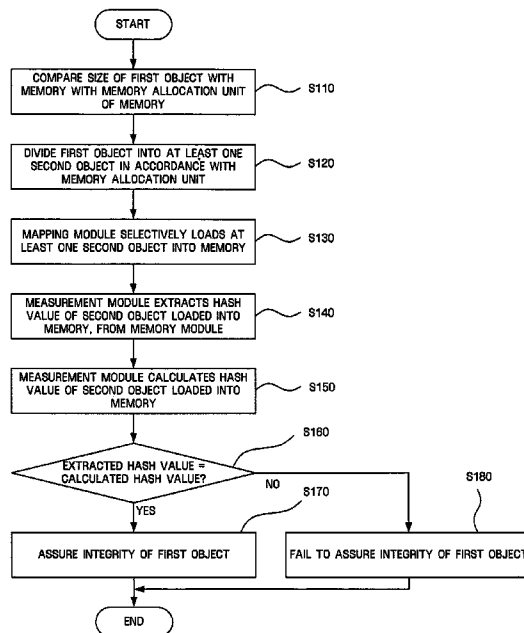 START
COMPARE SIZE OF FIRST OBJECT WITH
MEMORY WITH MEMORY ALLOCATION UNIT
OF MEMORY
S110
DIVIDE FIRST OBJECT INTO AT LEAST ONE
SECOND OBJECT IN ACCORDANCE WITH
MEMORY ALLOCATION UNIT
S120
MAPPING MODULE SELECTIVELY LOADS AT
LEAST ONE SECOND OBJECT INTO MEMORY
S130
MEASUREMENT MODULE EXTRACTS HASH
VALUE OF SECOND OBJECT LOADED INTO
MEMORY, FROM MEMORY MODULE
S140
MEASUREMENT MODULE CALCULATES HASH
VALUE OF SECOND OBJECT LOADED INTO
MEMORY
S150
EXTRACTED HASH VALUE =
CALCULATED HASH VALUE?
S160
NO
YES
S170
S180
ASSURE INTEGRITY OF FIRST OBJECT
FAIL TO ASSURE INTEGRITY OF FIRST OBJECT
END